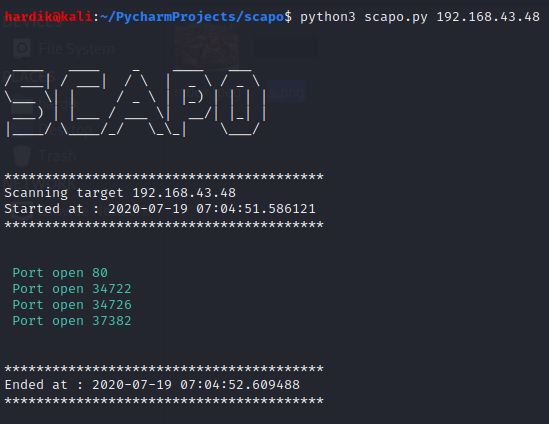 hardik@kali:~/PycharmProjects/scapo$ python3 scapo.py 192.168.43.48
SCAPO
File System
Trash
****************************************
Scanning target 192.168.43.48
Started at : 2020-07-19 07:04:51.586121
****************************************
Port open 80
Port open 34722
Port open 34726
Port open 37382
****************************************
Ended at : 2020-07-19 07:04:52.609488
****************************************